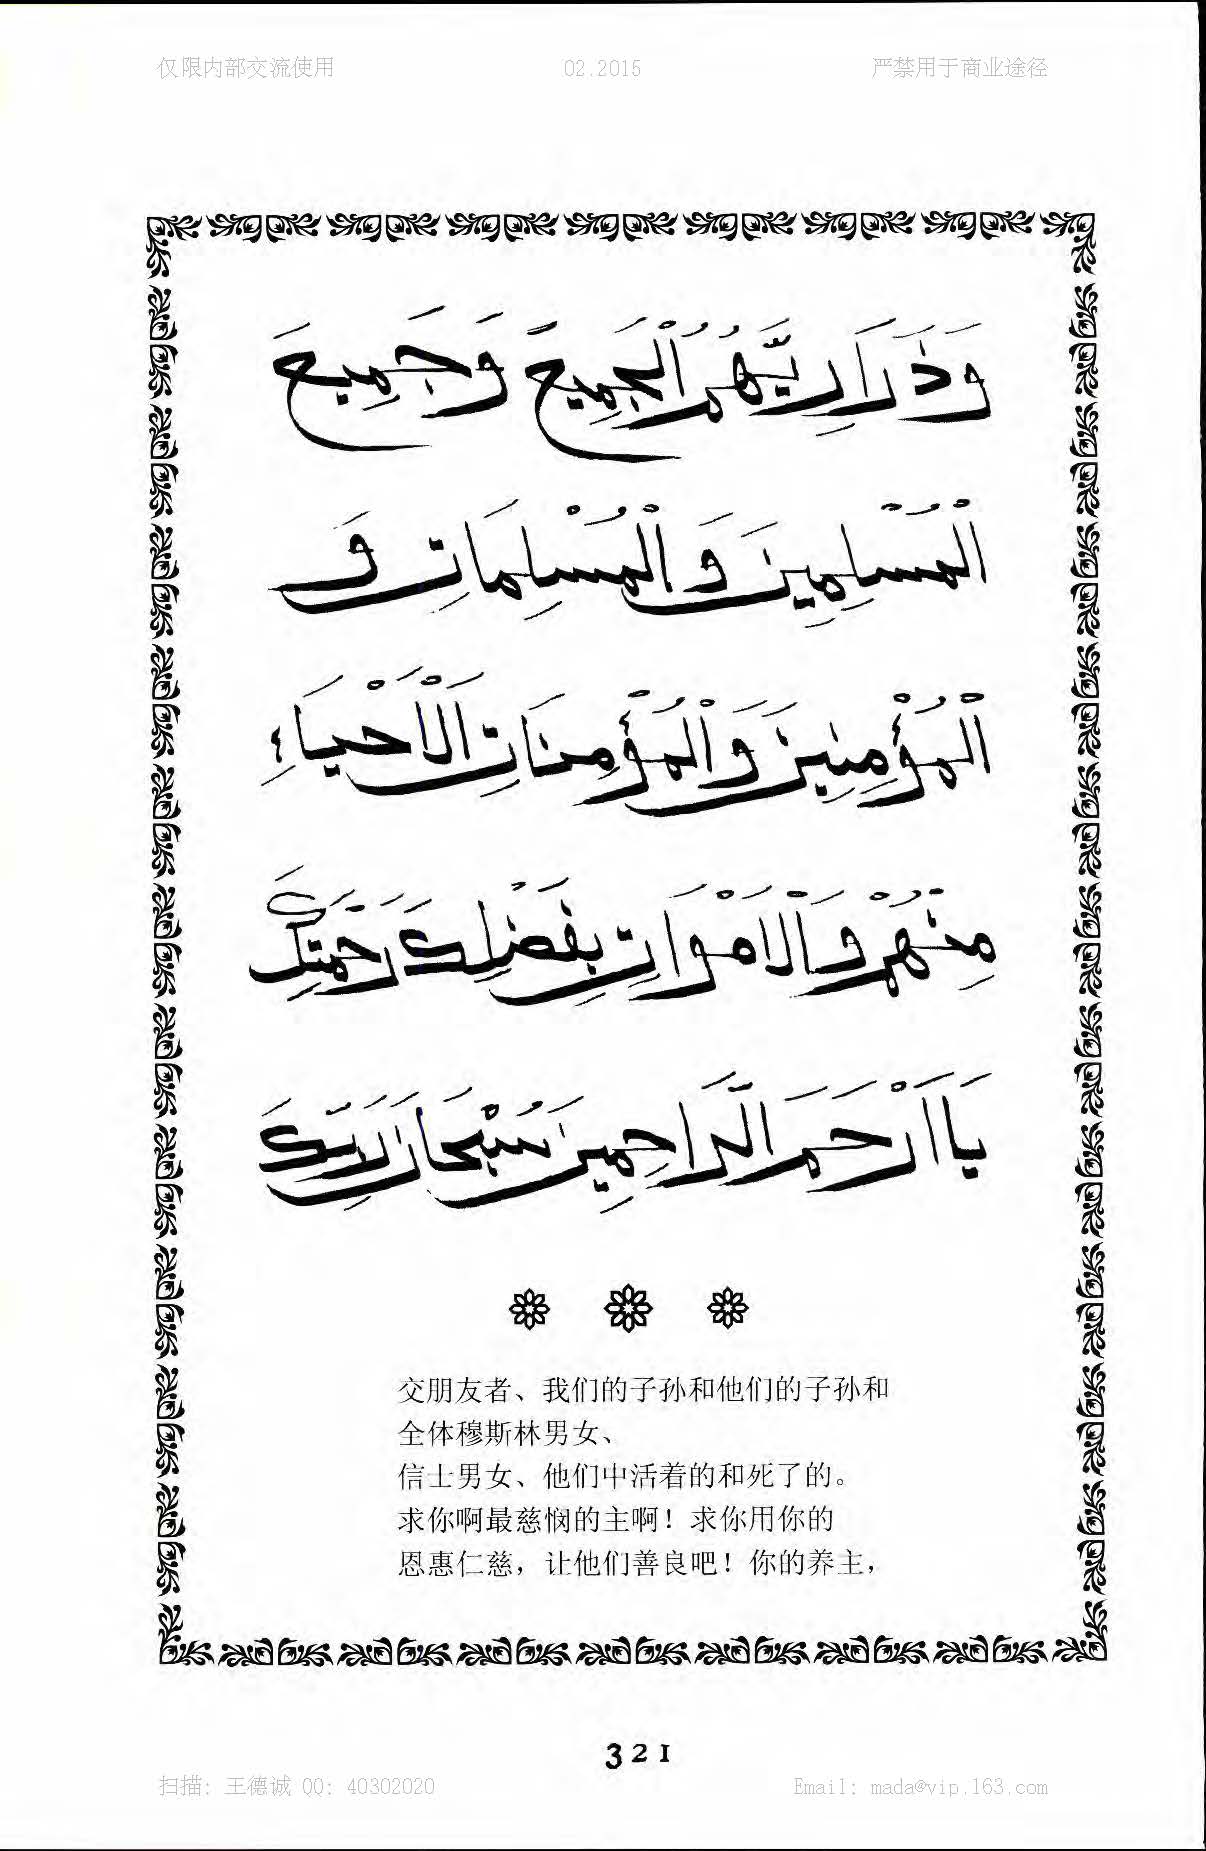 仅限内部交流使用 02.2015 严禁用于商业途径
وَذَرَارِيِّهُمُ الْجَمِيعَ وَجَمِيعَ
الْمُسْلِمِينَ وَالْمُسْلِمَاتِ وَ
الْمُؤْمِنِينَ وَالْمُؤْمِنَاتِ الْأَحْيَاءِ
مِنْهُمْ وَالْأَمْوَاتِ بِفَضْلِكَ رَحْمَتِكَ
يَا أَرْحَمَ الرَّاحِمِينَ سُبْحَانَ رَبِّكَ
交朋友者、我们的子孙和他们的子孙和
全体穆斯林男女、
信士男女、他们中活着的和死了的。
求你啊最慈悯的主啊！求你用你的
恩惠仁慈，让他们善良吧！你的养主，
321
扫描: 王德诚 QQ: 40302020 Email: mada@vip.163.com